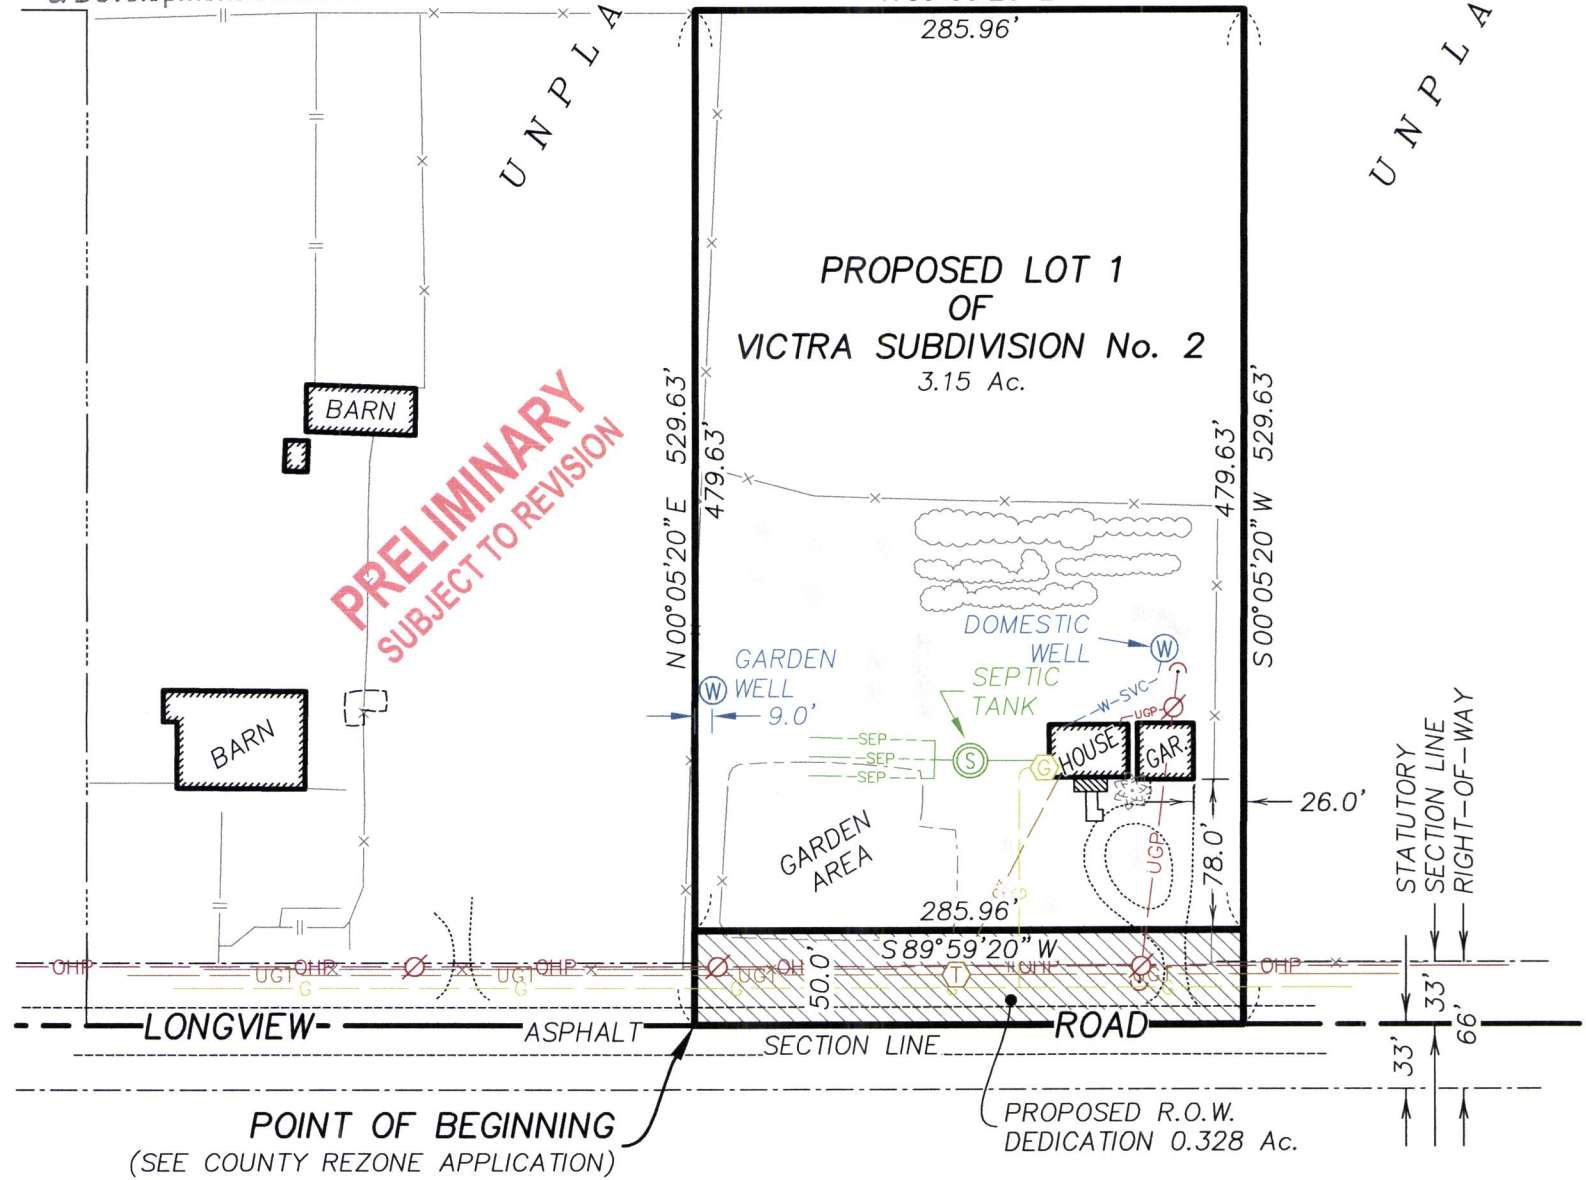 285.96'
UNPLA
UNPLA
PROPOSED LOT 1
OF
VICTRA SUBDIVISION No. 2
3.15 Ac.
BARN
PRELIMINARY
SUBJECT TO REVISION
N 00°05'20" E 529.63'
479.63'
479.63'
S 00°05'20" W 529.63'
DOMESTIC
WELL
W
GARDEN
WELL
W
9.0'
SEPTIC
TANK
W-SVC
UGP
SEP
SEP
SEP
S
G
HOUSE
GAR.
BARN
GARDEN
AREA
UGP
78.0'
26.0'
STATUTORY
SECTION LINE
RIGHT-OF-WAY
285.96'
S 89°59'20" W
50.0'
OHP
OHP
OHP
OHP
OHP
UGT
UGT
UGT
T
G
G
G
G
G
33'
33'
66'
LONGVIEW
ASPHALT
ROAD
SECTION LINE
POINT OF BEGINNING
(SEE COUNTY REZONE APPLICATION)
PROPOSED R.O.W.
DEDICATION 0.328 Ac.